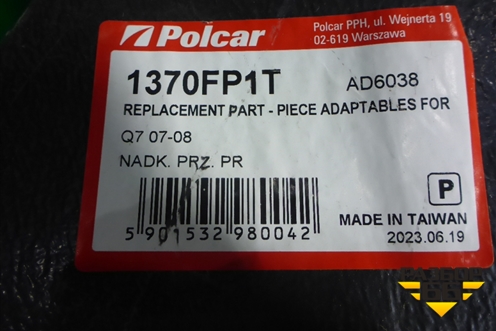 Polcar
Polcar PPH, ul. Wejnerta 19
02-619 Warszawa
1370FP1T AD6038
REPLACEMENT PART - PIECE ADAPTABLES FOR
Q7 07-08
NADK. PRZ. PR
P
5 901532 980042
MADE IN TAIWAN
2023.06.19